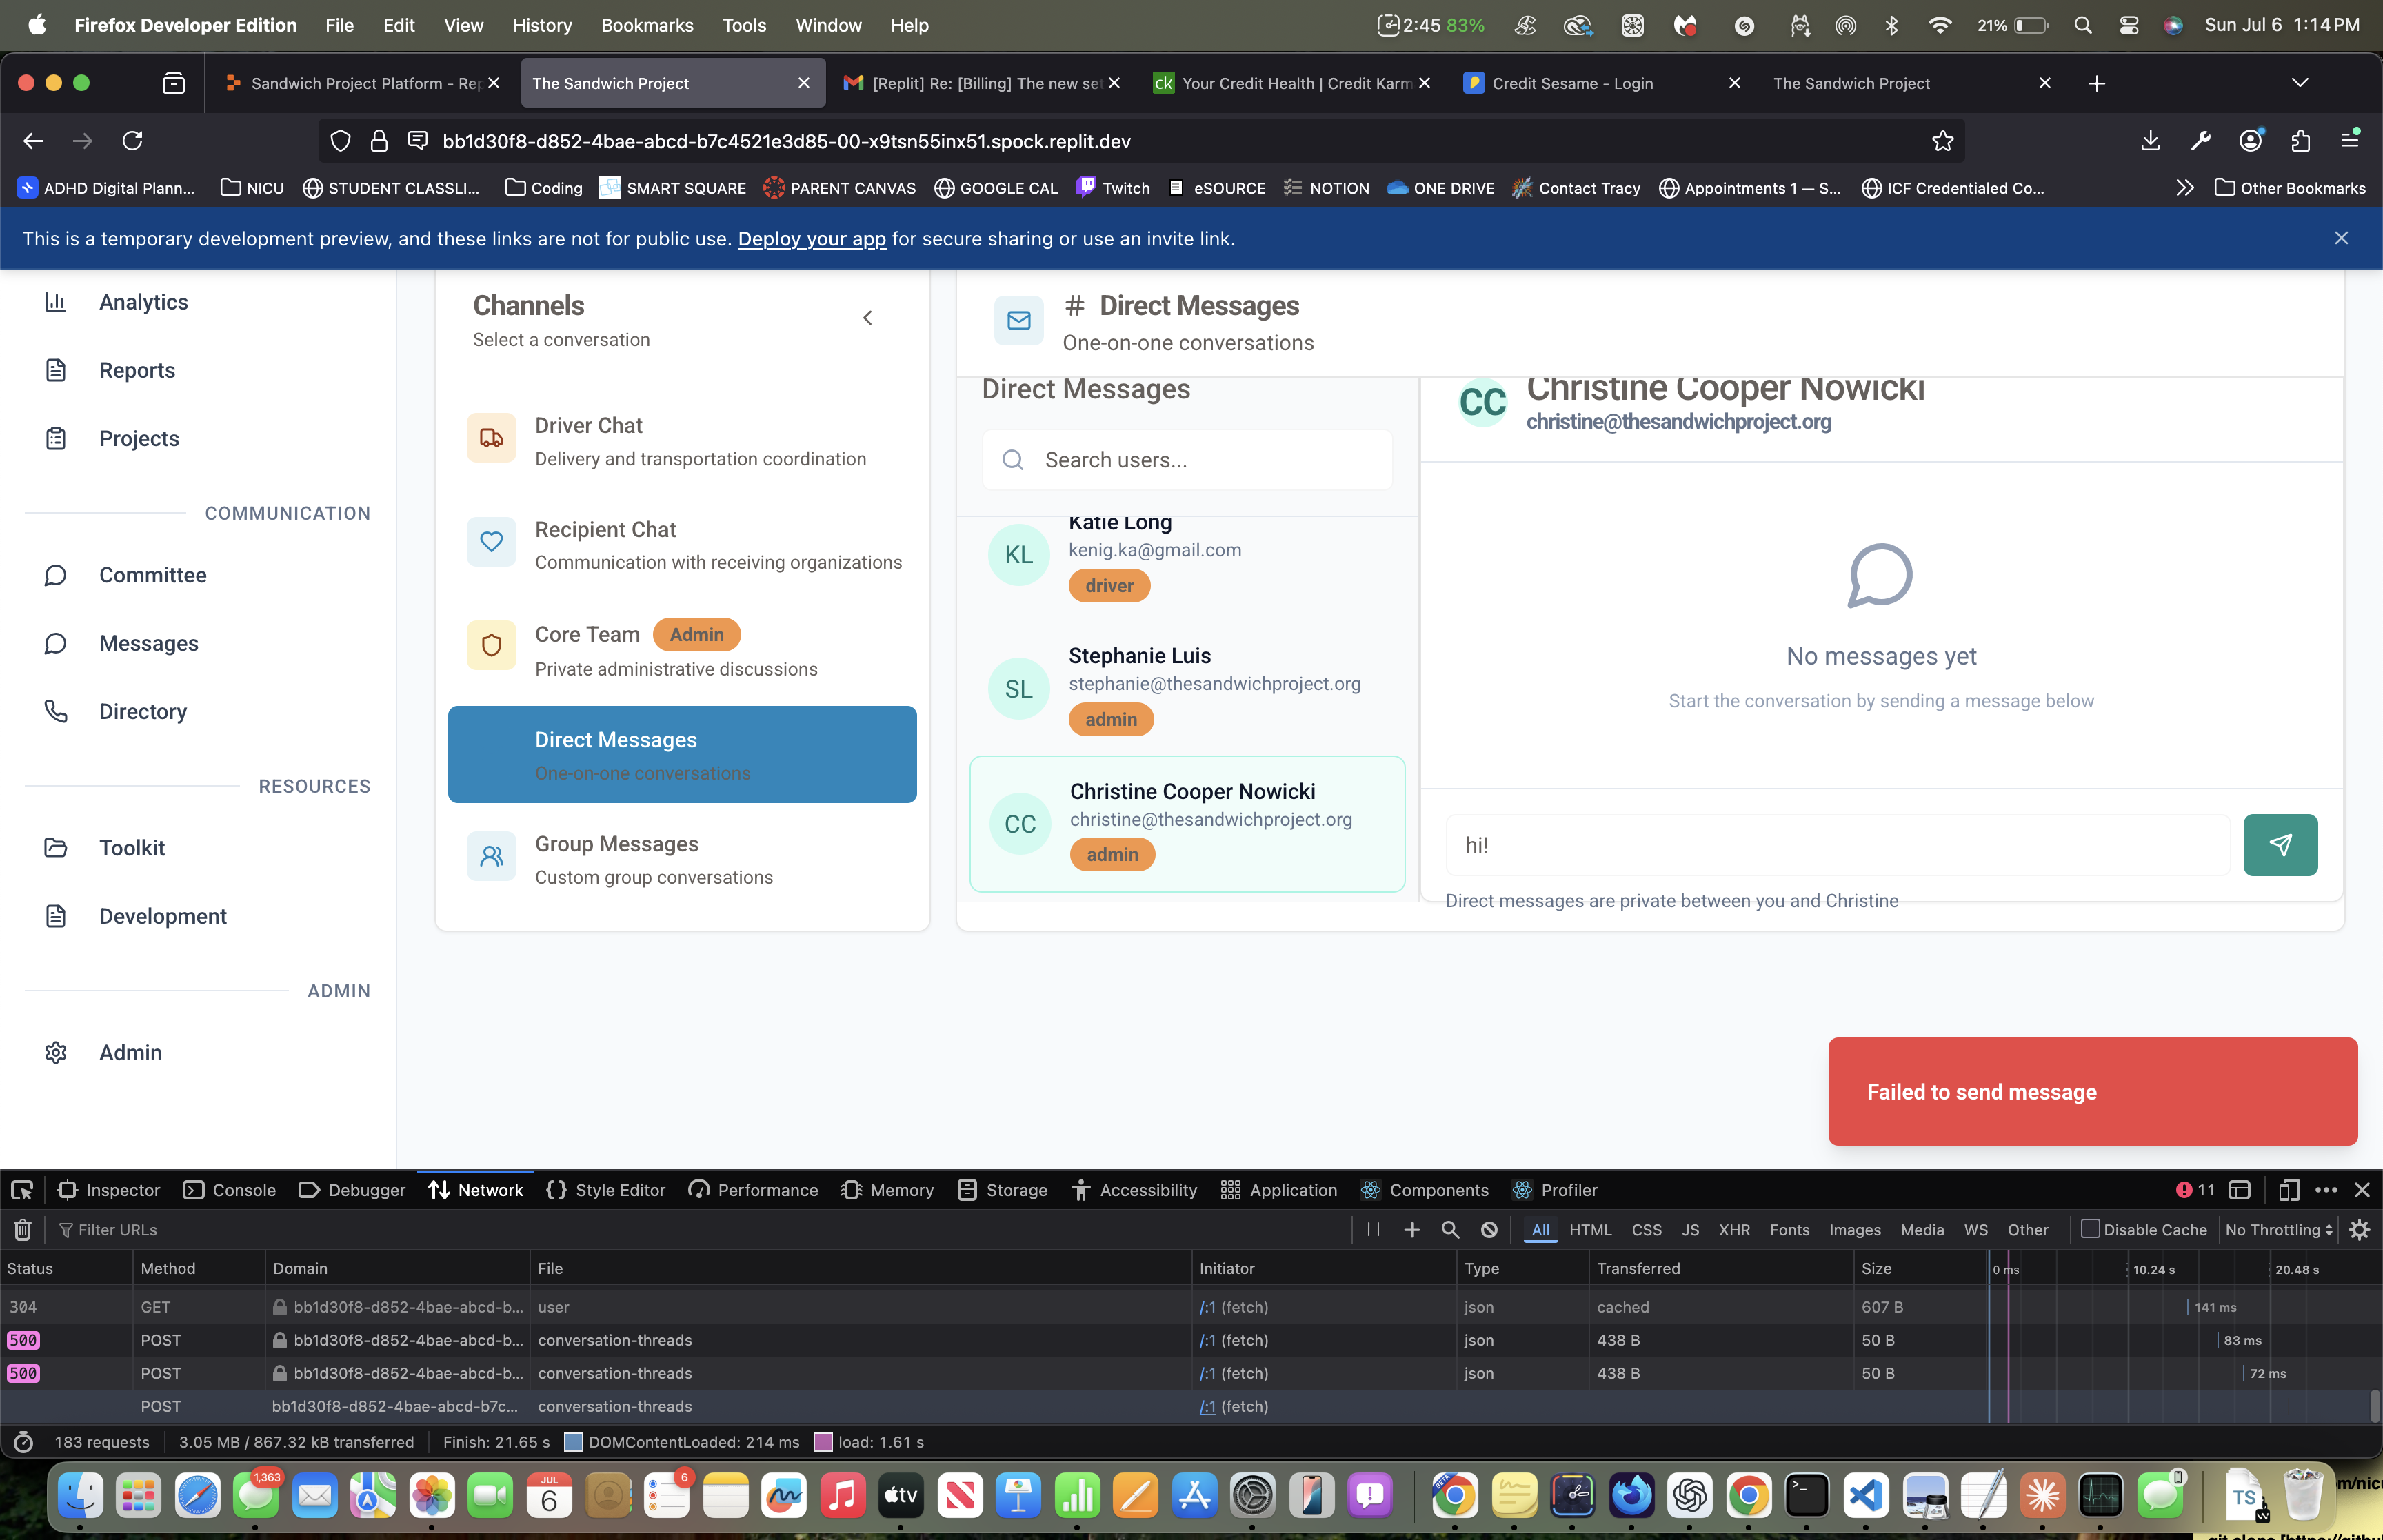 Firefox Developer Edition File Edit View History Bookmarks Tools Window Help 2:45 83% 21% Sun Jul 6 1:14 PM
Sandwich Project Platform - Rep The Sandwich Project [Replit] Re: [Billing] The new set ck Your Credit Health | Credit Karm Credit Sesame - Login The Sandwich Project
bb1d30f8-d852-4bae-abcd-b7c4521e3d85-00-x9tsn55inx51.spock.replit.dev
ADHD Digital Plann... NICU STUDENT CLASSLI... Coding SMART SQUARE PARENT CANVAS GOOGLE CAL Twitch eSOURCE NOTION ONE DRIVE Contact Tracy Appointments 1 — S... ICF Credentialed Co... Other Bookmarks
This is a temporary development preview, and these links are not for public use. Deploy your app for secure sharing or use an invite link.
Analytics
Reports
Projects
COMMUNICATION
Committee
Messages
Directory
RESOURCES
Toolkit
Development
ADMIN
Admin
Channels
Select a conversation
Driver Chat
Delivery and transportation coordination
Recipient Chat
Communication with receiving organizations
Core Team Admin
Private administrative discussions
Direct Messages
One-on-one conversations
Group Messages
Custom group conversations
# Direct Messages
One-on-one conversations
Direct Messages
Search users...
KL Katie Long
kenig.ka@gmail.com
driver
SL Stephanie Luis
stephanie@thesandwichproject.org
admin
CC Christine Cooper Nowicki
christine@thesandwichproject.org
admin
CC Christine Cooper Nowicki
christine@thesandwichproject.org
No messages yet
Start the conversation by sending a message below
hi!
Direct messages are private between you and Christine
Failed to send message
Inspector Console Debugger Network Style Editor Performance Memory Storage Accessibility Application Components Profiler 11
Filter URLs All HTML CSS JS XHR Fonts Images Media WS Other Disable Cache No Throttling
Status Method Domain File Initiator Type Transferred Size 0 ms 10.24 s 20.48 s
304 GET bb1d30f8-d852-4bae-abcd-b... user /:1 (fetch) json cached 607 B 141 ms
500 POST bb1d30f8-d852-4bae-abcd-b... conversation-threads /:1 (fetch) json 438 B 50 B 83 ms
500 POST bb1d30f8-d852-4bae-abcd-b... conversation-threads /:1 (fetch) json 438 B 50 B 72 ms
POST bb1d30f8-d852-4bae-abcd-b7c... conversation-threads /:1 (fetch)
183 requests 3.05 MB / 867.32 kB transferred Finish: 21.65 s DOMContentLoaded: 214 ms load: 1.61 s
1,363 JUL 6 6 tv BETA TS
m/nicu